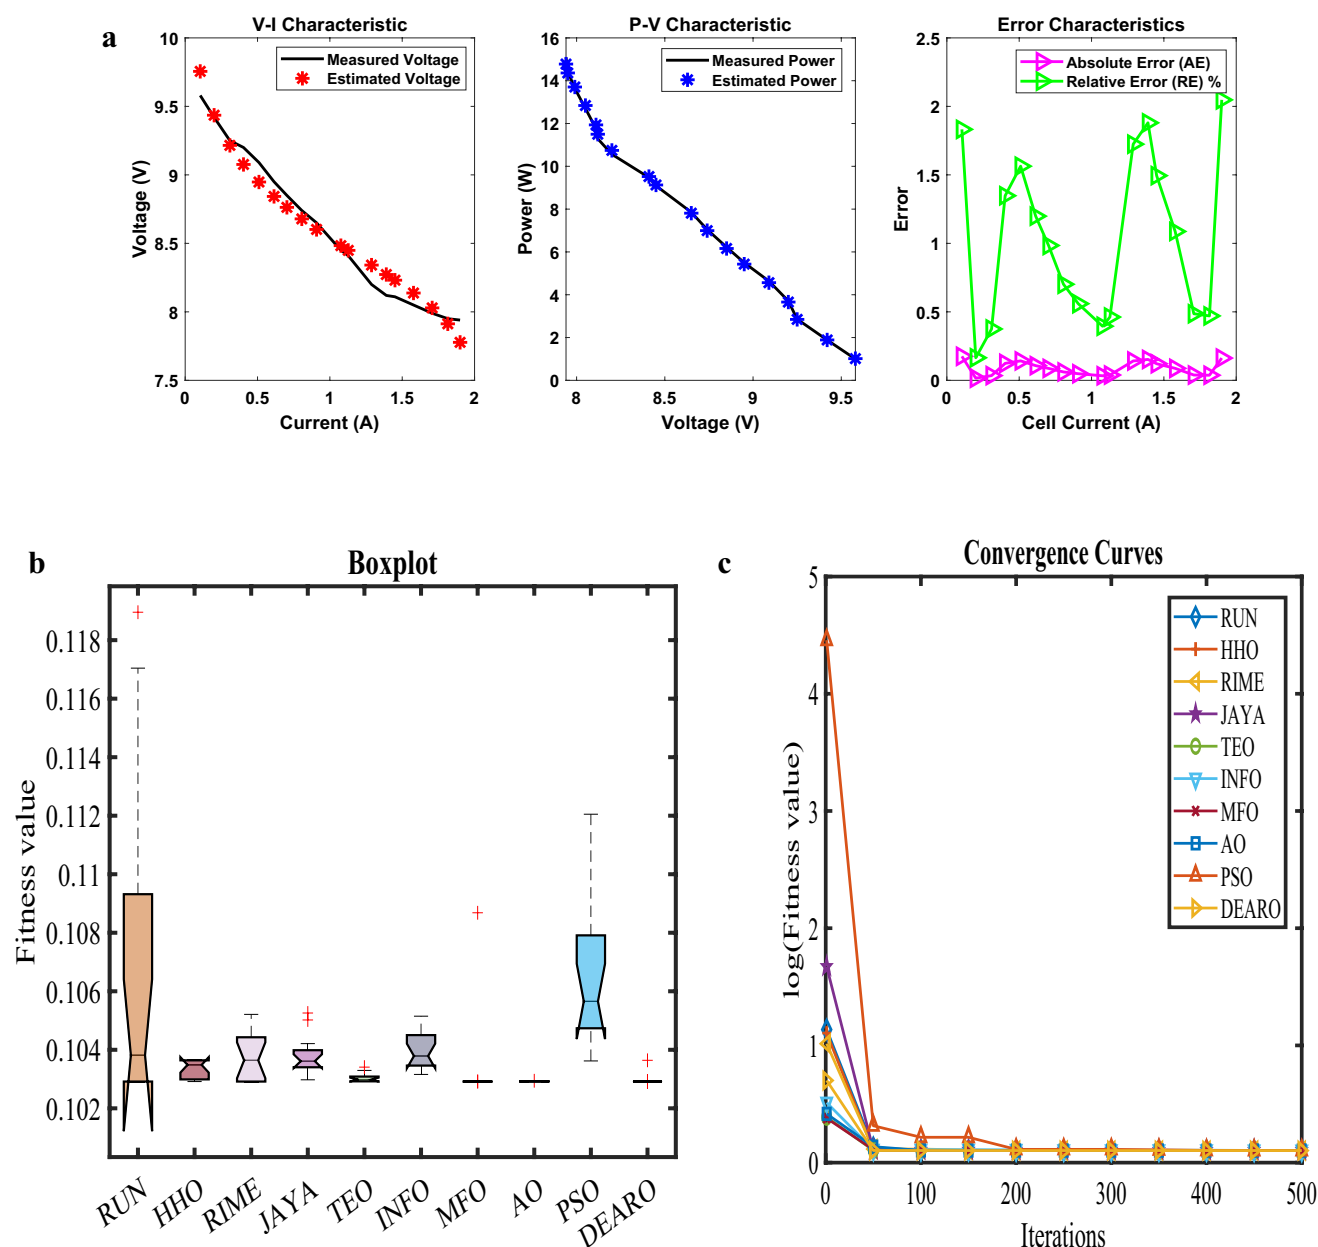 a
V-I Characteristic
10
9.5
9
8.5
8
7.5
Voltage (V)
Measured Voltage
Estimated Voltage
0 0.5 1 1.5 2
Current (A)
P-V Characteristic
16
14
12
10
8
6
4
2
0
Power (W)
Measured Power
Estimated Power
8 8.5 9 9.5
Voltage (V)
Error Characteristics
2.5
2
1.5
1
0.5
0
Error
Absolute Error (AE)
Relative Error (RE) %
0 0.5 1 1.5 2
Cell Current (A)
b
Boxplot
0.118
0.116
0.114
0.112
0.11
0.108
0.106
0.104
0.102
Fitness value
RUN HHO RIME JAYA TEO INFO MFO AO PSO DEARO
c
Convergence Curves
5
4
3
2
1
0
log(Fitness value)
RUN
HHO
RIME
JAYA
TEO
INFO
MFO
AO
PSO
DEARO
0 100 200 300 400 500
Iterations